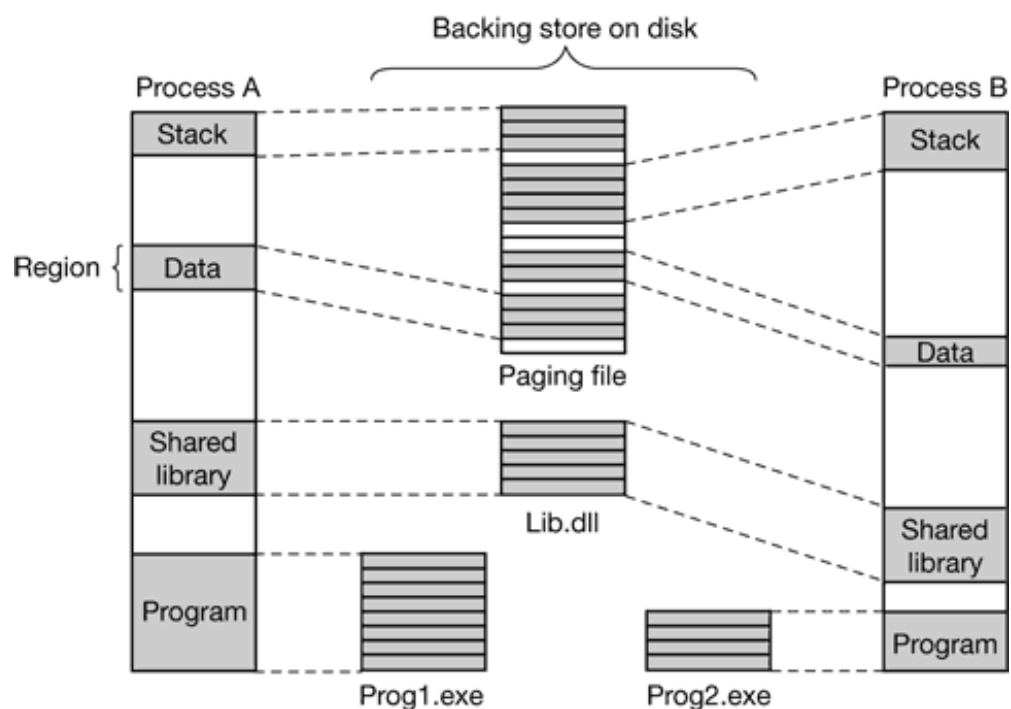 Backing store on disk
Process A
Process B
Stack
Stack
Region
Data
Data
Paging file
Shared
library
Lib.dll
Shared
library
Program
Program
Prog1.exe
Prog2.exe